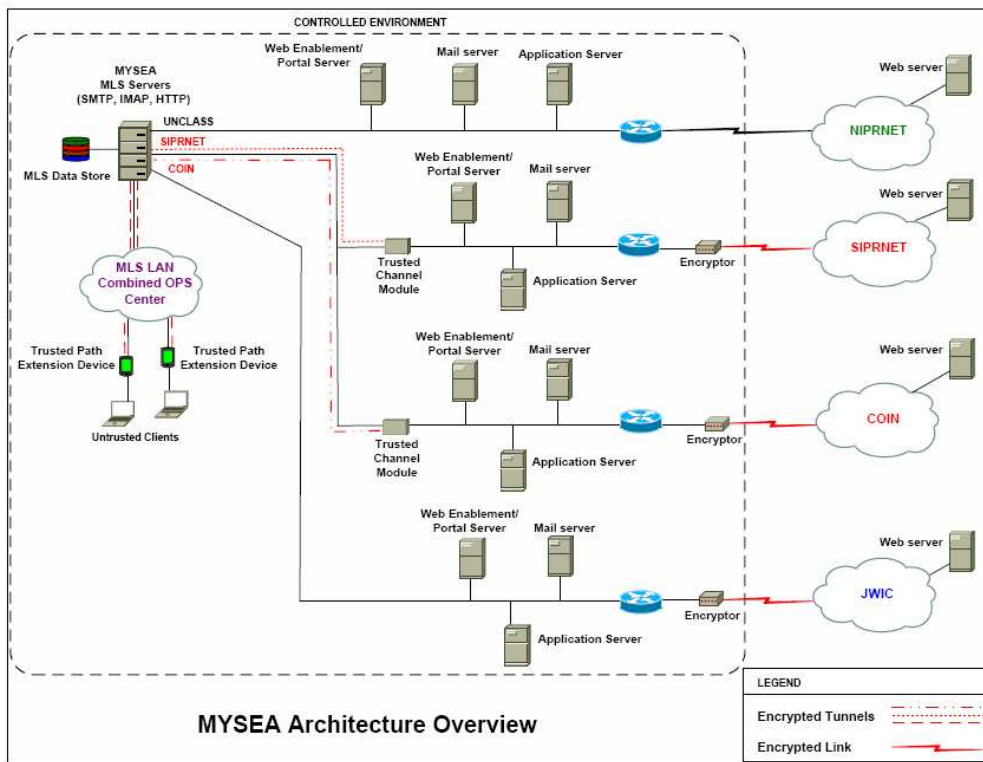 CONTROLLED ENVIRONMENT
Web Enablement/
Portal Server
Mail server
Application Server
Web server
MYSEA
MLS Servers
(SMTP, IMAP, HTTP)
UNCLASS
SIPRNET
COIN
MLS Data Store
NIPRNET
Web Enablement/
Portal Server
Mail server
Web server
Trusted
Channel
Module
Application Server
Encryptor
SIPRNET
MLS LAN
Combined OPS
Center
Trusted Path
Extension Device
Trusted Path
Extension Device
Untrusted Clients
Web Enablement/
Portal Server
Mail server
Web server
Trusted
Channel
Module
Application Server
Encryptor
COIN
Web Enablement/
Portal Server
Mail server
Web server
Application Server
Encryptor
JWIC
MYSEA Architecture Overview
LEGEND
Encrypted Tunnels
Encrypted Link